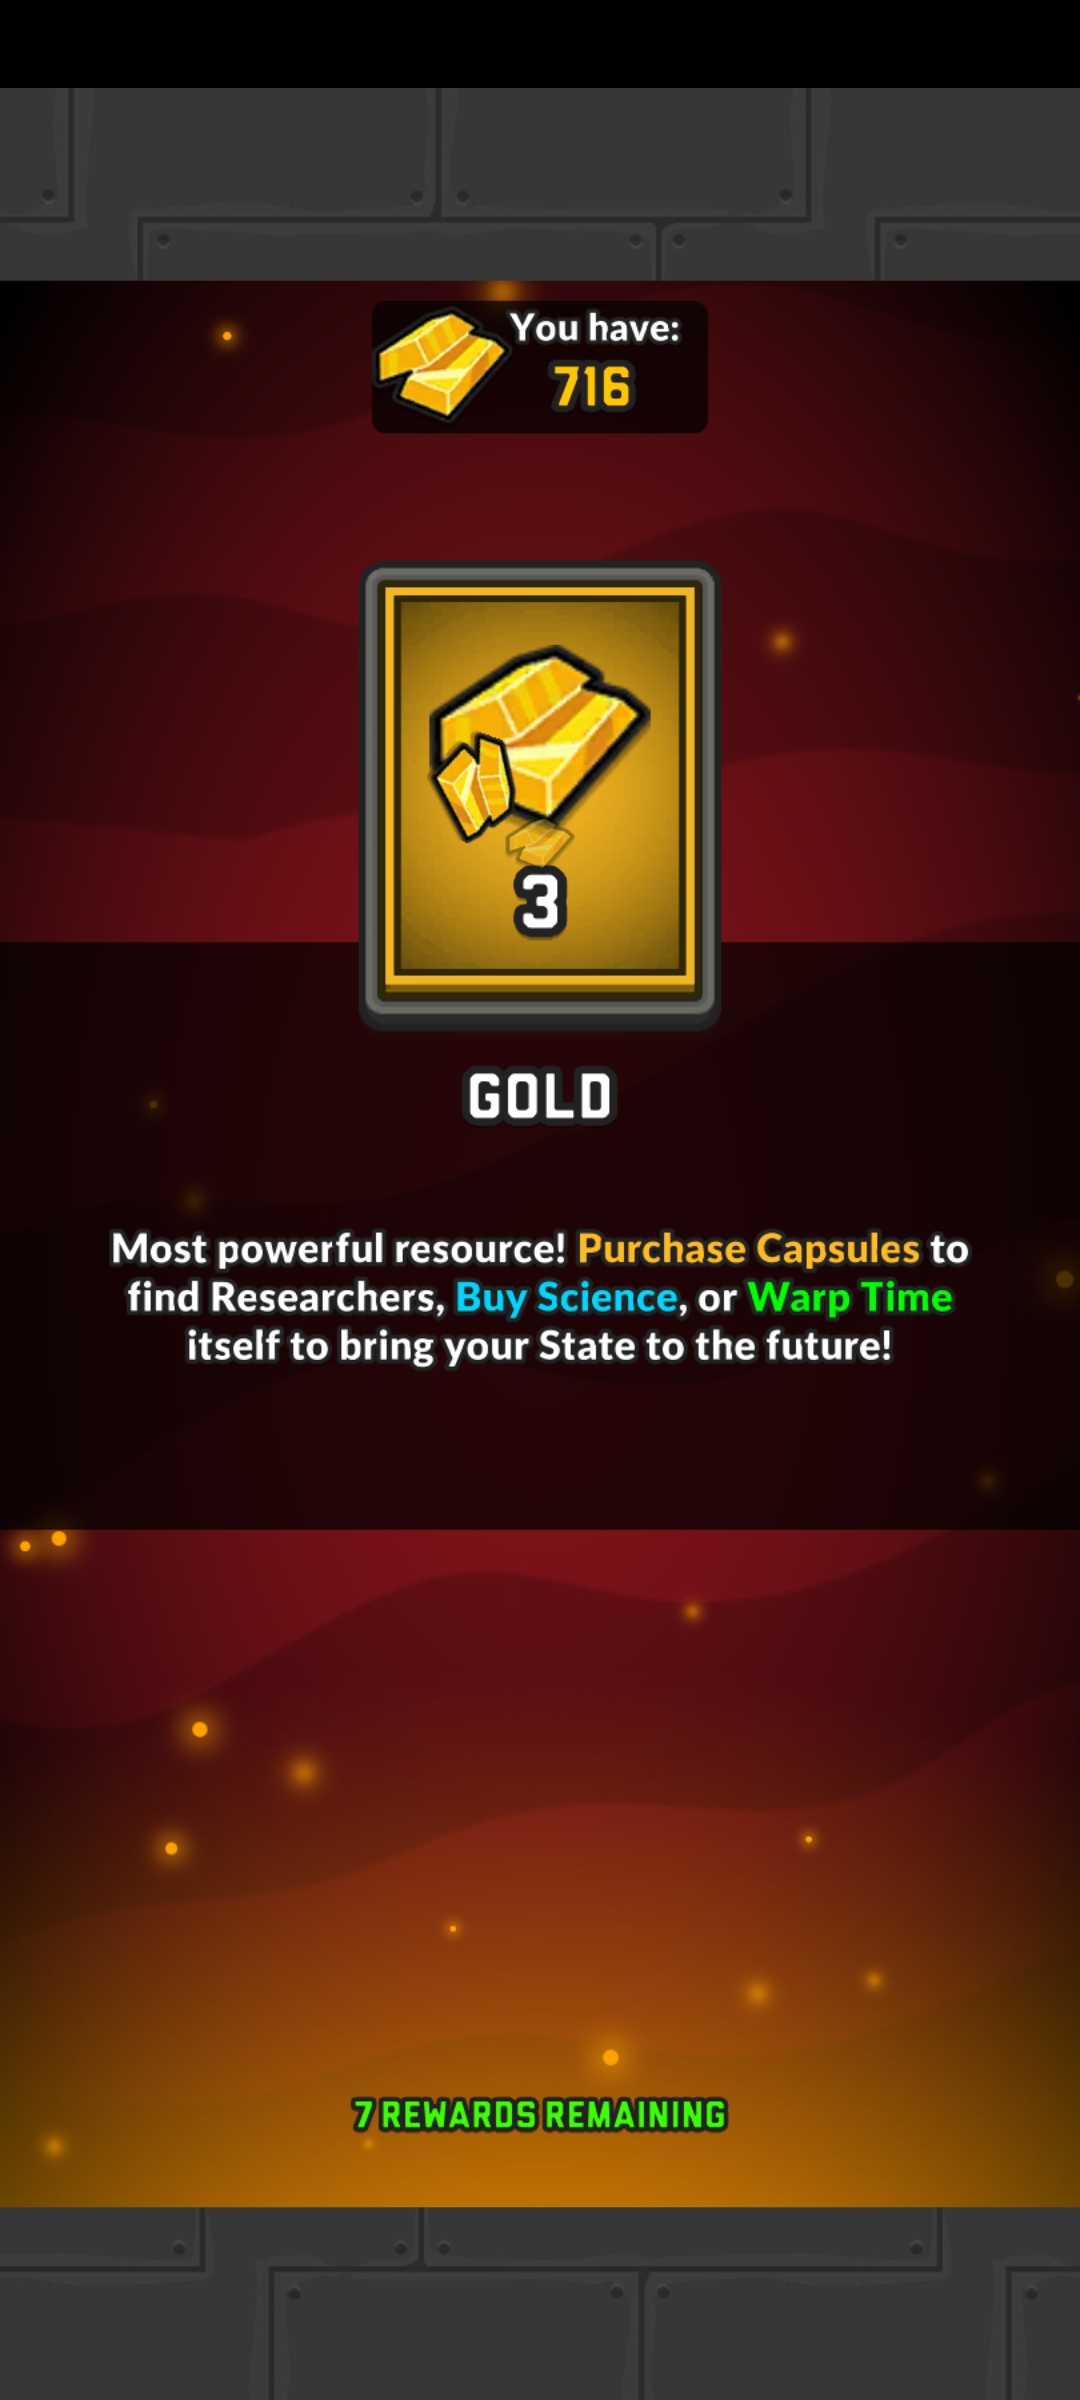 You have:
716
3
GOLD
Most powerful resource! Purchase Capsules to
find Researchers, Buy Science, or Warp Time
itself to bring your State to the future!
7 REWARDS REMAINING